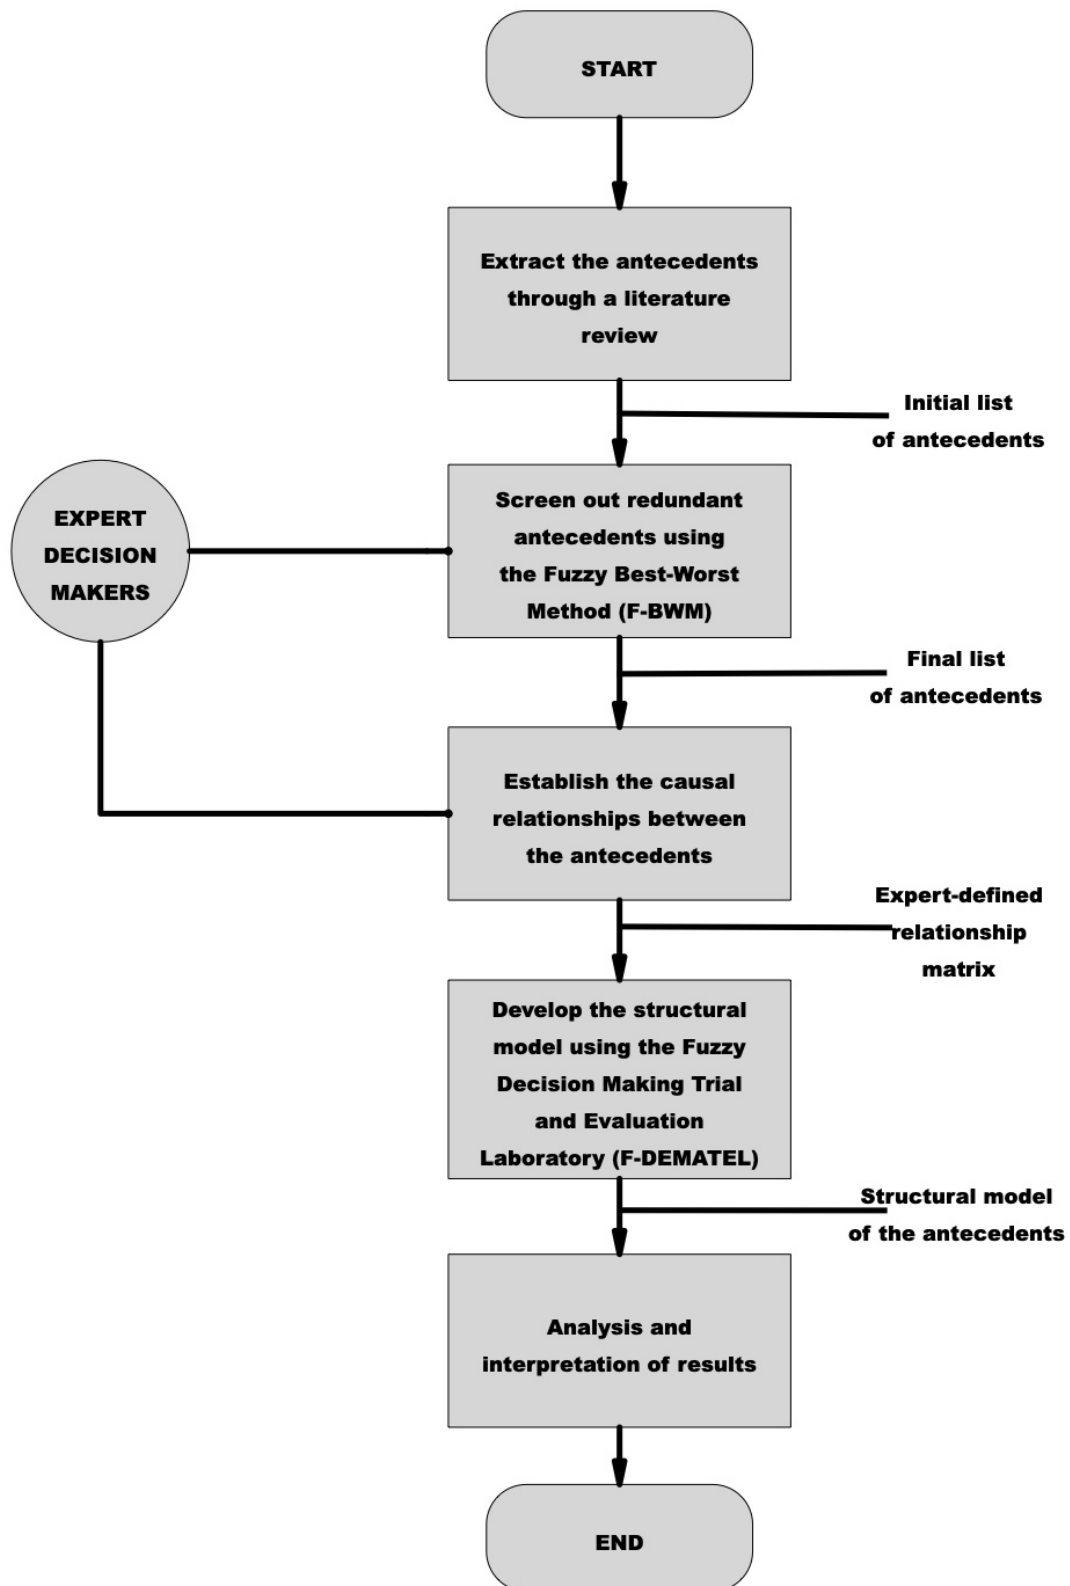 START
Extract the antecedents
through a literature
review
Initial list
of antecedents
EXPERT
DECISION
MAKERS
Screen out redundant
antecedents using
the Fuzzy Best-Worst
Method (F-BWM)
Final list
of antecedents
Establish the causal
relationships between
the antecedents
Expert-defined
relationship
matrix
Develop the structural
model using the Fuzzy
Decision Making Trial
and Evaluation
Laboratory (F-DEMATEL)
Structural model
of the antecedents
Analysis and
interpretation of results
END